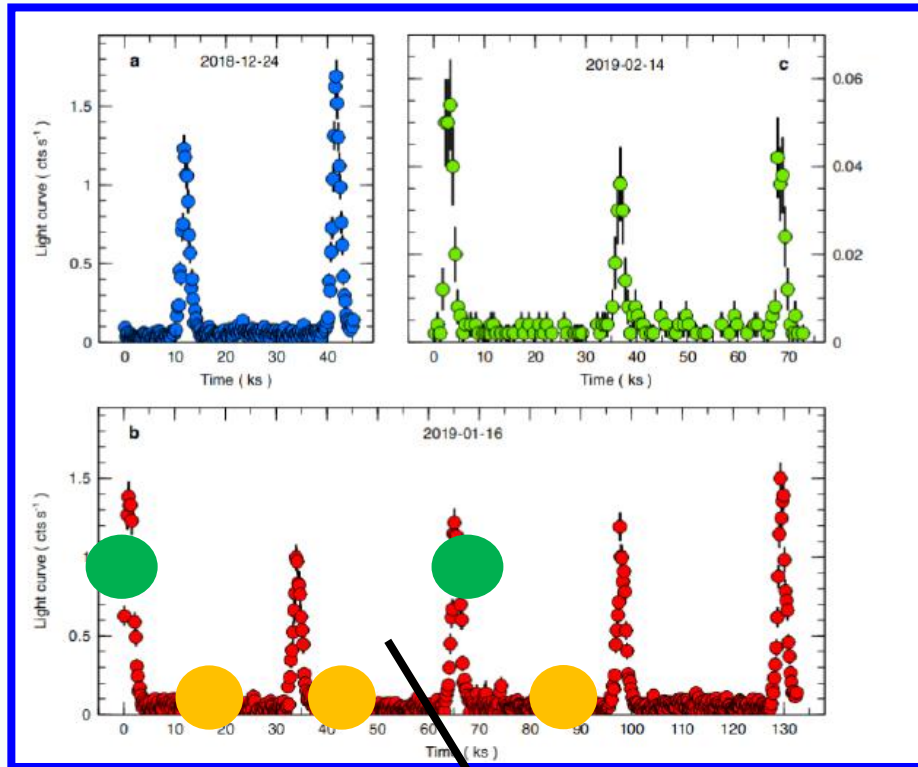 a 2018-12-24
Light curve ( cts s⁻¹ )
1.5
1
0.5
0
0 10 20 30 40
Time ( ks )
2019-02-14 c
0.06
0.04
0.02
0
0 10 20 30 40 50 60 70
Time ( ks )
b 2019-01-16
Light curve ( cts s⁻¹ )
1.5
0.5
0
0 10 20 30 40 50 60 70 80 90 100 110 120 130
Time ( ks )